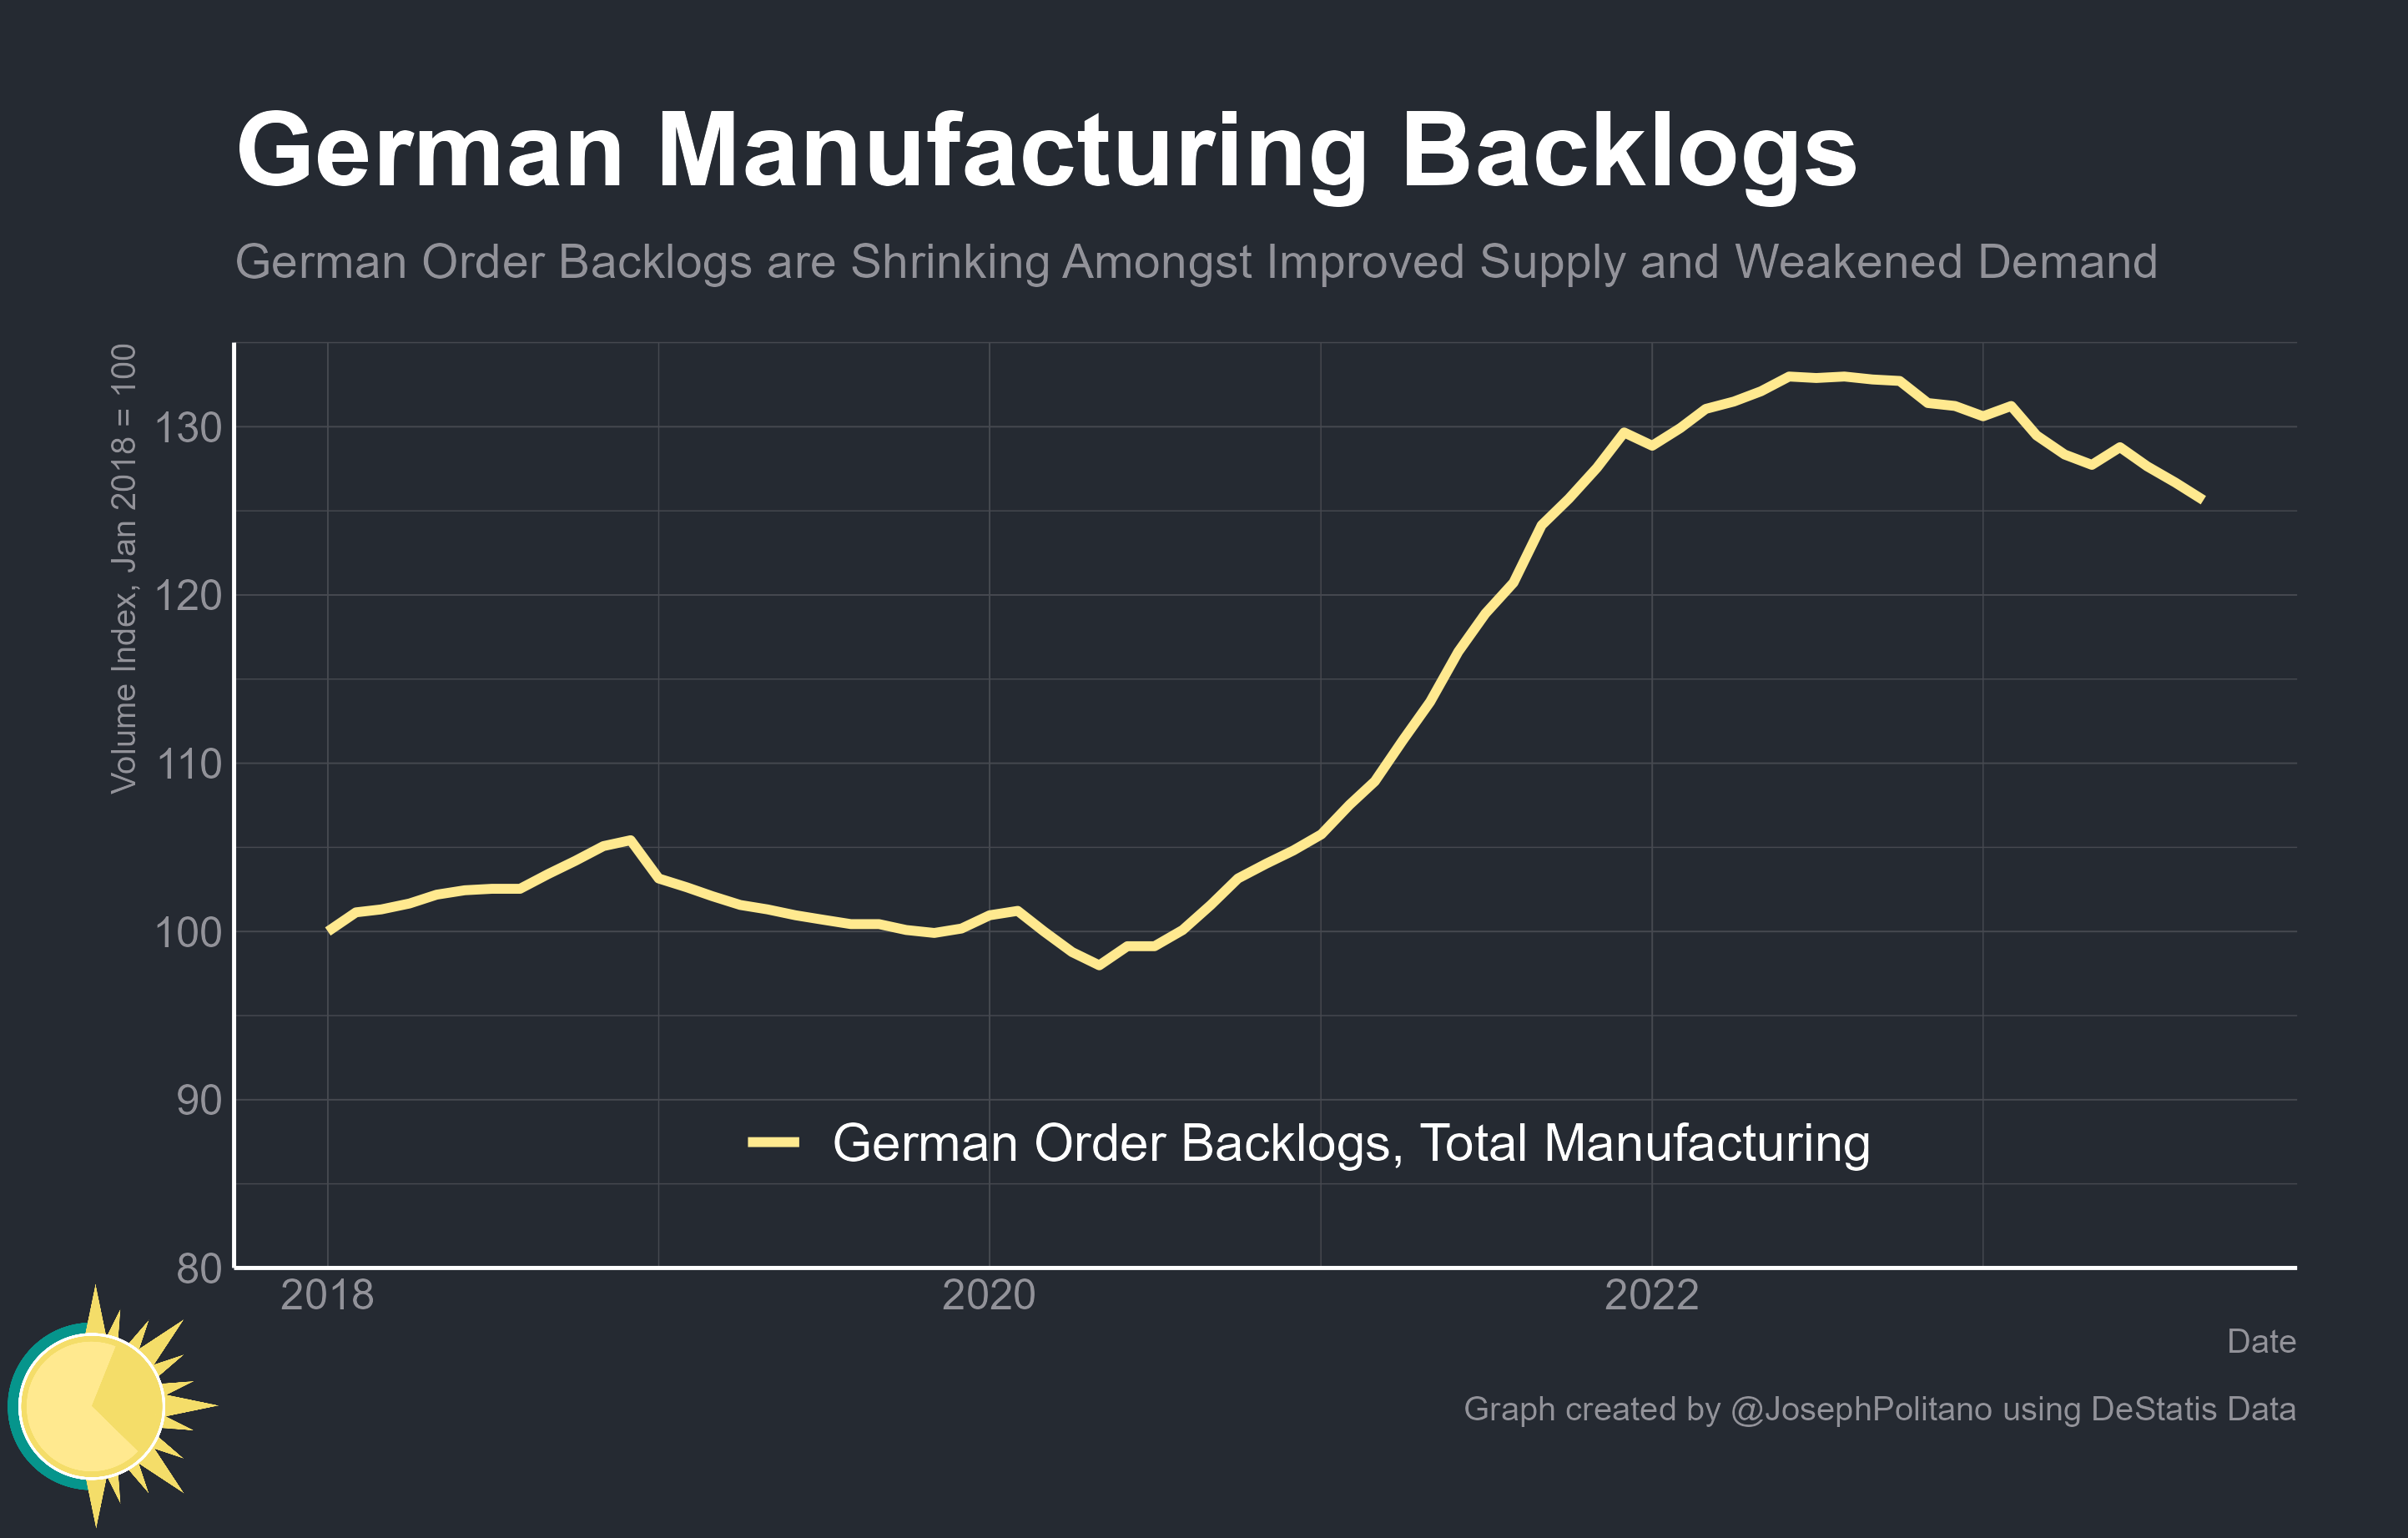 German Manufacturing Backlogs
German Order Backlogs are Shrinking Amongst Improved Supply and Weakened Demand
Volume Index, Jan 2018 = 100
130
120
110
100
90
80
German Order Backlogs, Total Manufacturing
2018 2020 2022
Date
Graph created by @JosephPolitano using DeStatis Data